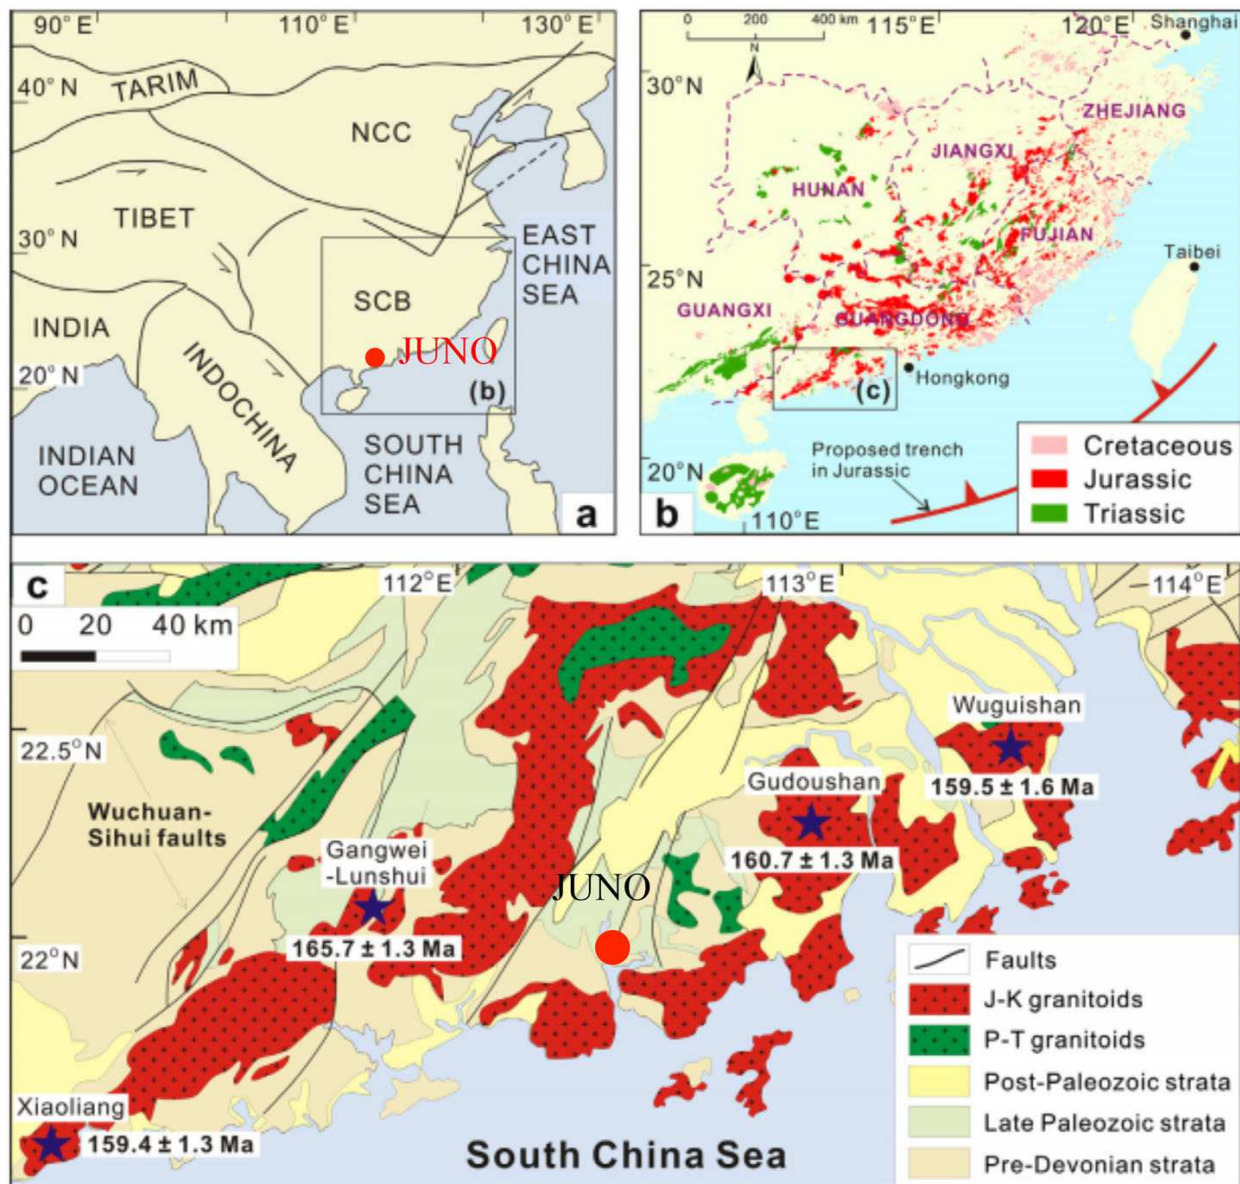 90°E
110°E
130°E
40°N
TARIM
NCC
TIBET
30°N
EAST
CHINA
SEA
SCB
INDIA
JUNO
20°N
(b)
INDOCHINA
INDIAN
OCEAN
SOUTH
CHINA
SEA
a
0 200 400 km
N
115°E
120°E
Shanghai
30°N
ZHEJIANG
JIANGXI
HUNAN
FUJIAN
Taibei
25°N
GUANGXI
GUANGDONG
(c)
Hongkong
20°N
Proposed trench
in Jurassic
110°E
b
Cretaceous
Jurassic
Triassic
c
112°E
113°E
114°E
0 20 40 km
22.5°N
Wuguishan
159.5 ± 1.6 Ma
Gudoushan
160.7 ± 1.3 Ma
Wuchuan-
Sihui faults
Gangwei
-Lunshui
165.7 ± 1.3 Ma
JUNO
22°N
Xiaoliang
159.4 ± 1.3 Ma
South China Sea
Faults
J-K granitoids
P-T granitoids
Post-Paleozoic strata
Late Paleozoic strata
Pre-Devonian strata